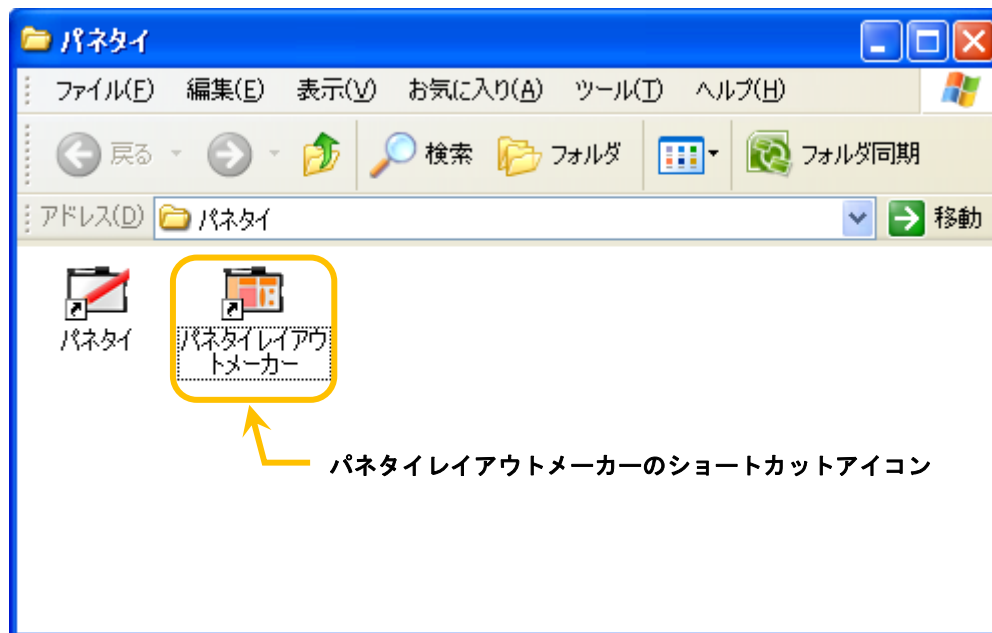 パネタイ
ファイル(F) 編集(E) 表示(V) お気に入り(A) ツール(T) ヘルプ(H)
戻る 検索 フォルダ フォルダ同期
アドレス(D) パネタイ 移動
パネタイ
パネタイレイアウ
トメーカー
パネタイレイアウトメーカーのショートカットアイコン